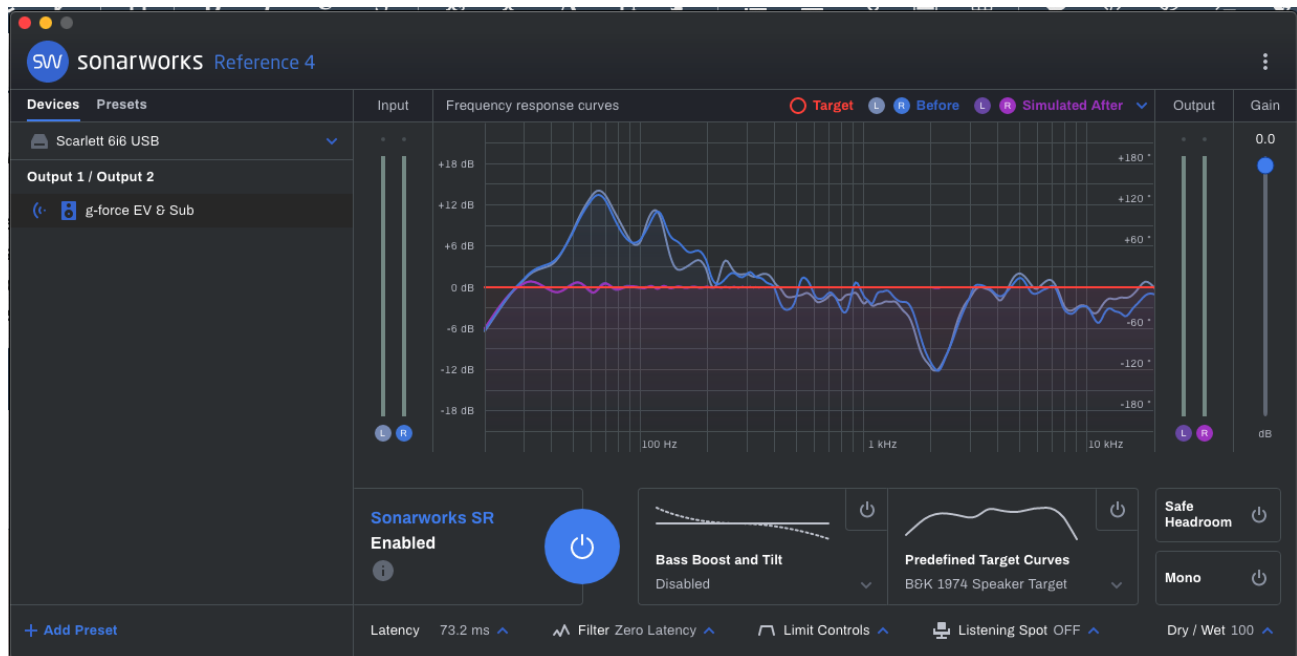 SW sonarworks Reference 4
Devices Presets
Input
Frequency response curves
Target L R Before L R Simulated After
Output
Gain
Scarlett 6i6 USB
Output 1 / Output 2
g-force EV & Sub
0.0
+18 dB
+12 dB
+6 dB
0 dB
-6 dB
-12 dB
-18 dB
+180 °
+120 °
+60 °
-60 °
-120 °
-180 °
L R
100 Hz
1 kHz
10 kHz
L R
dB
Sonarworks SR
Enabled
i
Bass Boost and Tilt
Disabled
Predefined Target Curves
B&K 1974 Speaker Target
Safe
Headroom
Mono
+ Add Preset
Latency 73.2 ms
Filter Zero Latency
Limit Controls
Listening Spot OFF
Dry / Wet 100